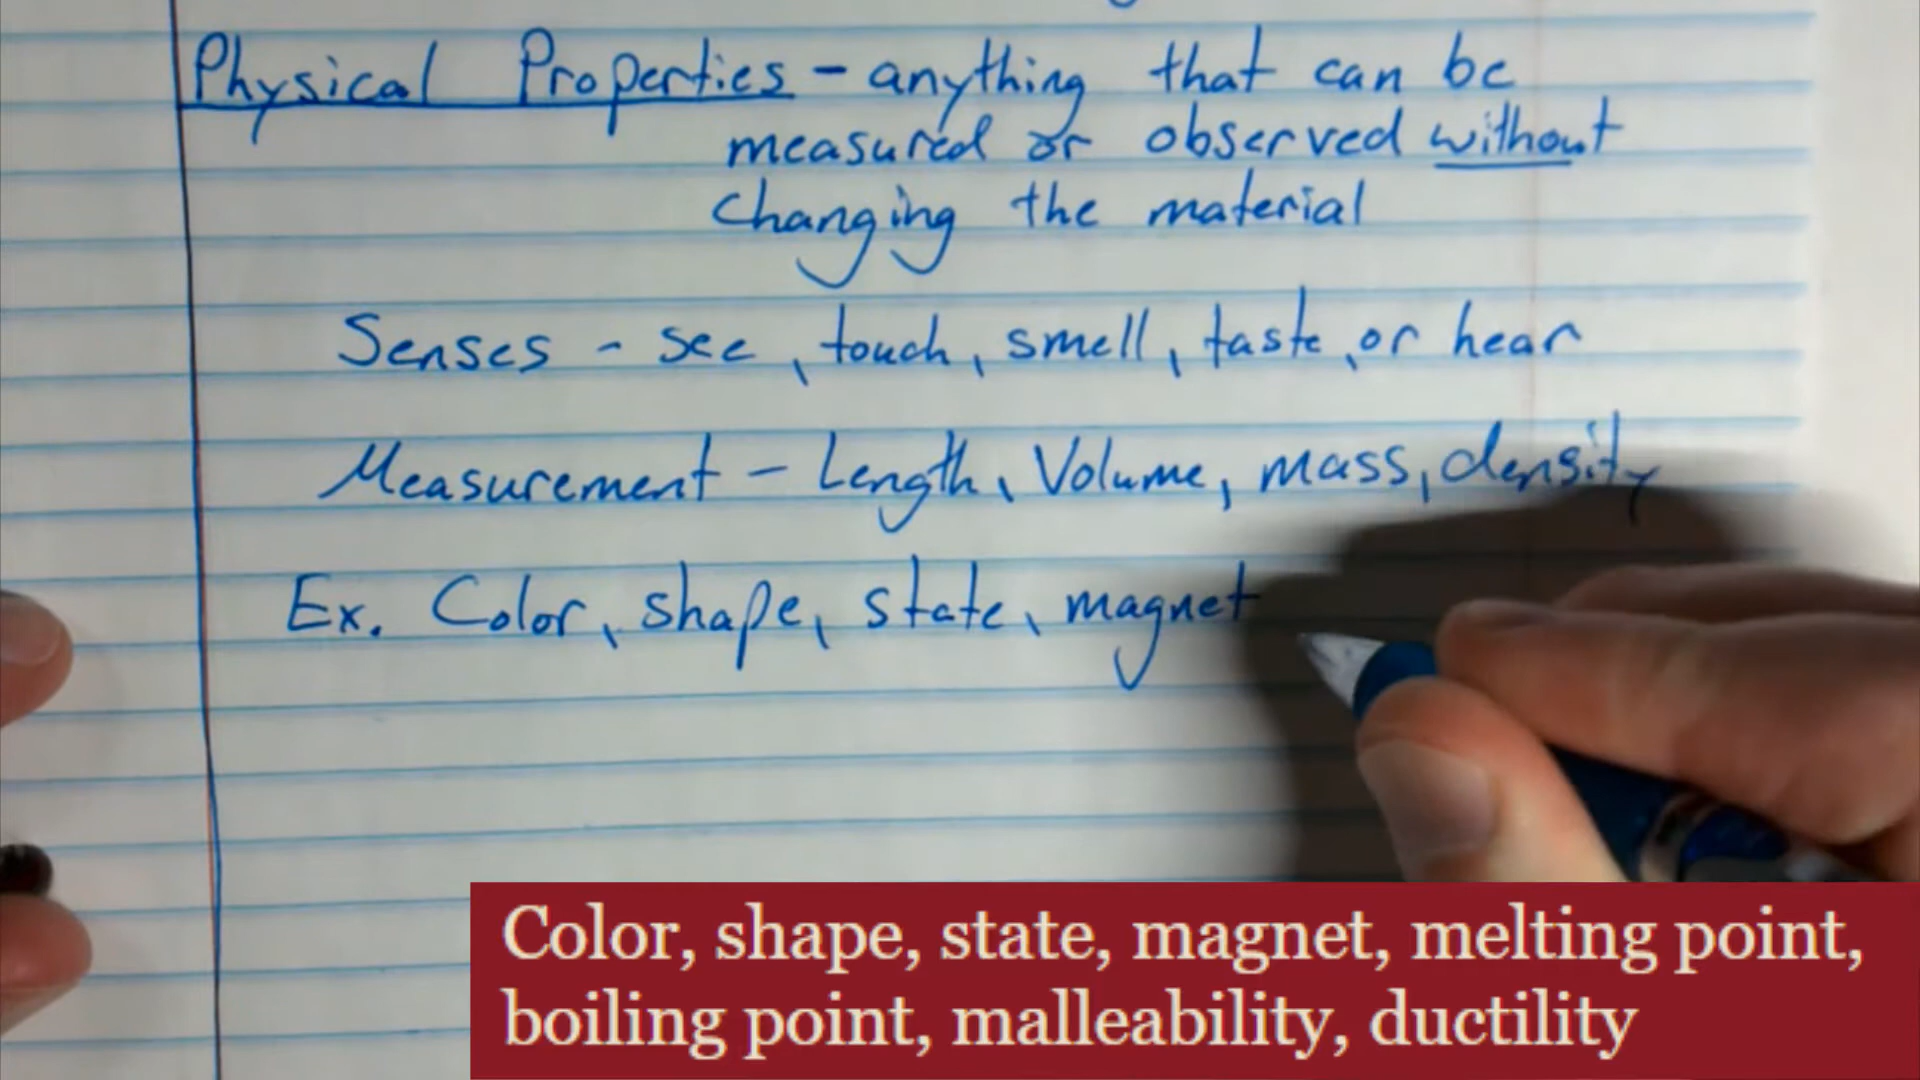 Physical Properties - anything that can be
measured or observed without
changing the material
Senses - see, touch, smell, taste, or hear
Measurement - Length, Volume, mass, density
Ex. Color, shape, state, magnet
Color, shape, state, magnet, melting point,
boiling point, malleability, ductility